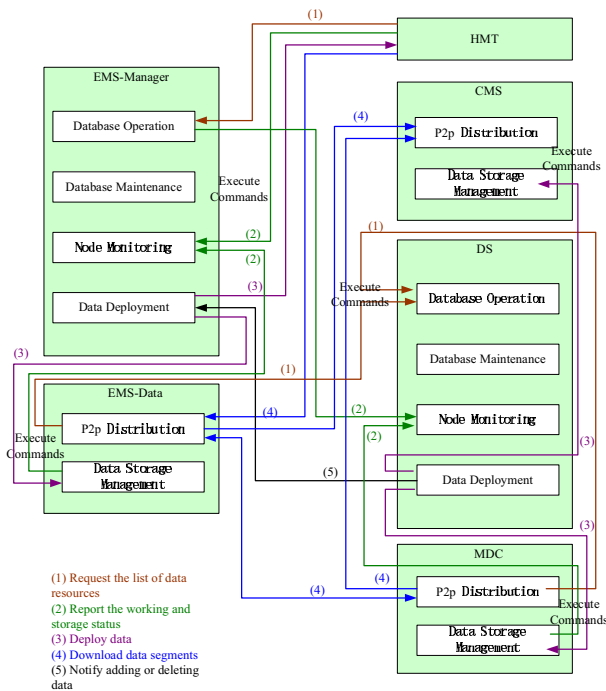 (1)
HMT
(2)
(3)
EMS-Manager
Database Operation
Database Maintenance
Execute
Commands
Node Monitoring
(2)
(2)
Data Deployment
(3)
(3)
CMS
(4)
P2p Distribution
Execute
Commands
Data Storage
Management
(1)
DS
Execute
Commands
Database Operation
Database Maintenance
(2)
Node Monitoring
(2)
(3)
Data Deployment
(5)
(3)
(1)
EMS-Data
(4)
P2p Distribution
Execute
Commands
Data Storage
Management
MDC
(4)
(4)
P2p Distribution
Execute
Commands
Data Storage
Management
(1) Request the list of data
resources
(2) Report the working and
storage status
(3) Deploy data
(4) Download data segments
(5) Notify adding or deleting
data